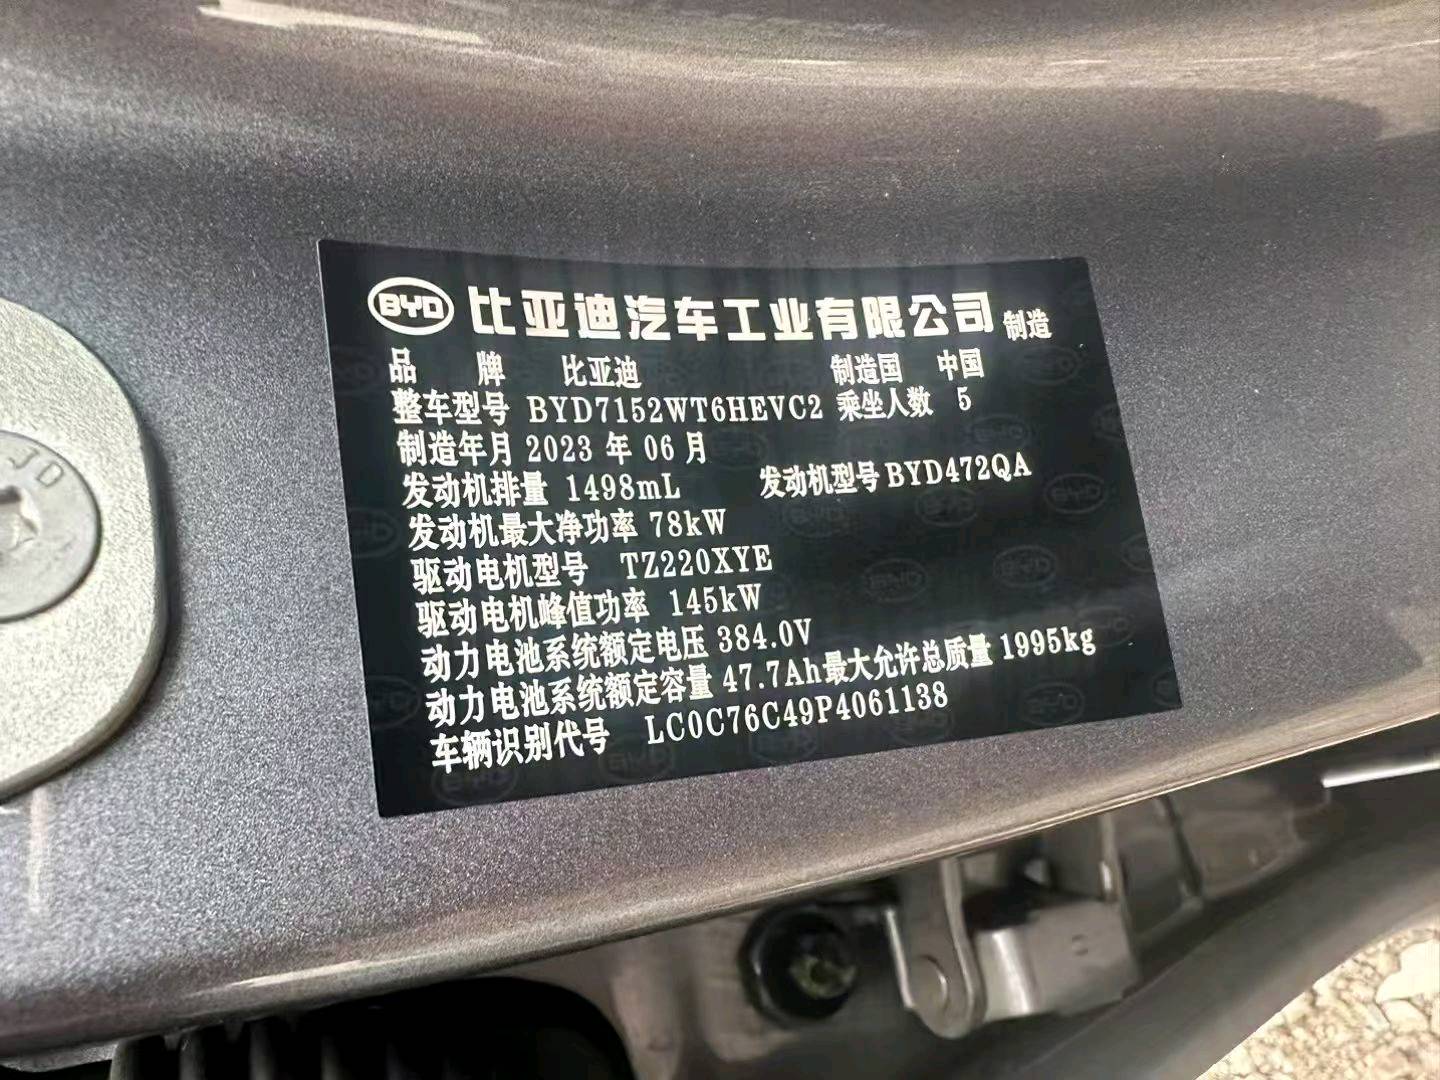 BYD 比亚迪汽车工业有限公司 制造
品 牌 比亚迪 制造国 中国
整车型号 BYD7152WT6HEVC2 乘坐人数 5
制造年月 2023 年 06 月
发动机排量 1498mL 发动机型号 BYD472QA
发动机最大净功率 78kW
驱动电机型号 TZ220XYE
驱动电机峰值功率 145kW
动力电池系统额定电压 384.0V
动力电池系统额定容量 47.7Ah 最大允许总质量 1995kg
车辆识别代号 LC0C76C49P4061138